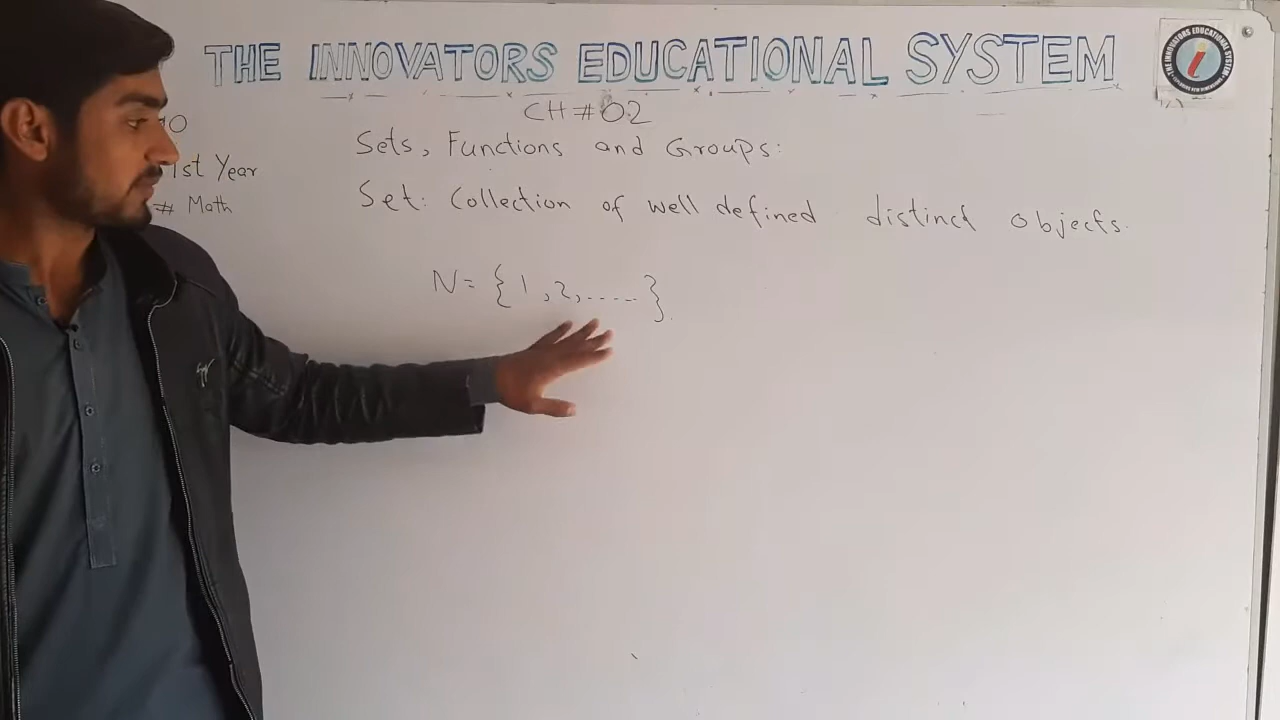 THE INNOVATORS EDUCATIONAL SYSTEM
CH#02
10
1st Year
# Math
Sets, Functions and Groups:
Set: Collection of well defined distinct objects.
N = {1, 2, ..... }.